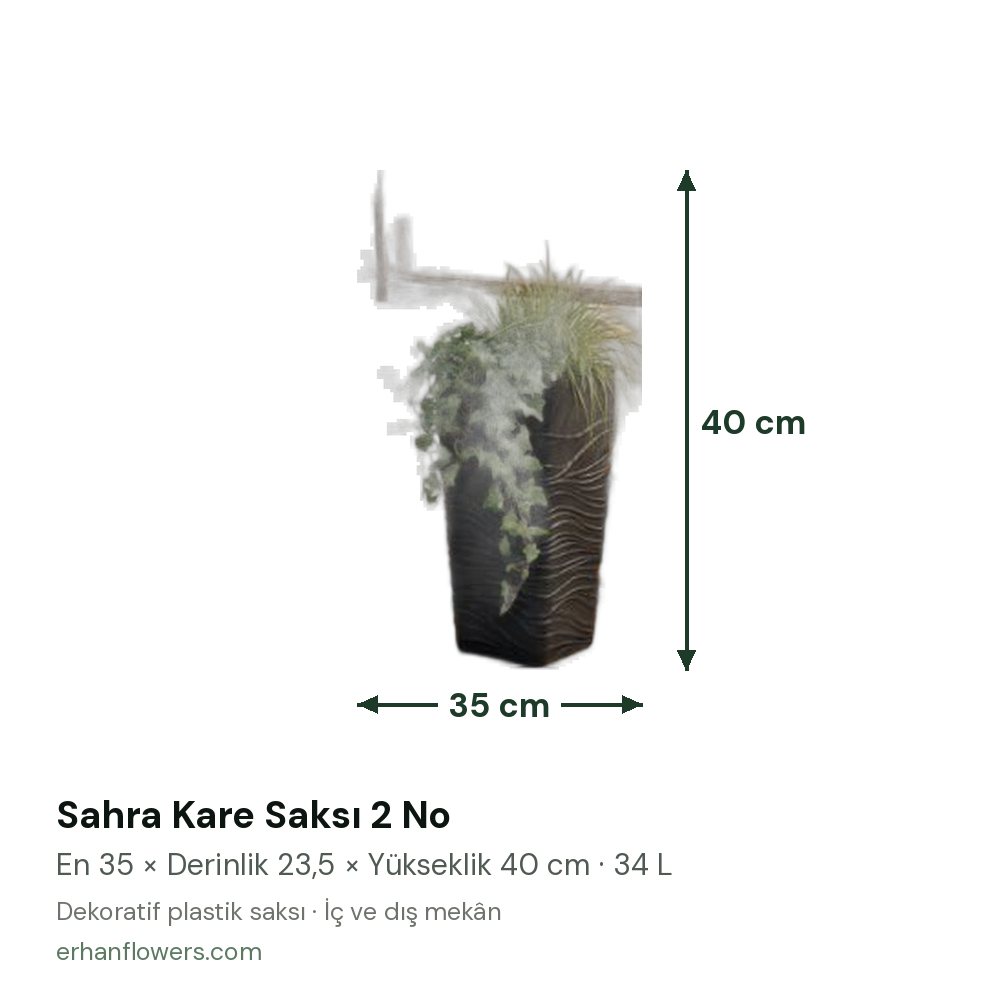 40 cm
35 cm
Sahra Kare Saksı 2 No
En 35 × Derinlik 23,5 × Yükseklik 40 cm · 34 L
Dekoratif plastik saksı · İç ve dış mekân
erhanflowers.com